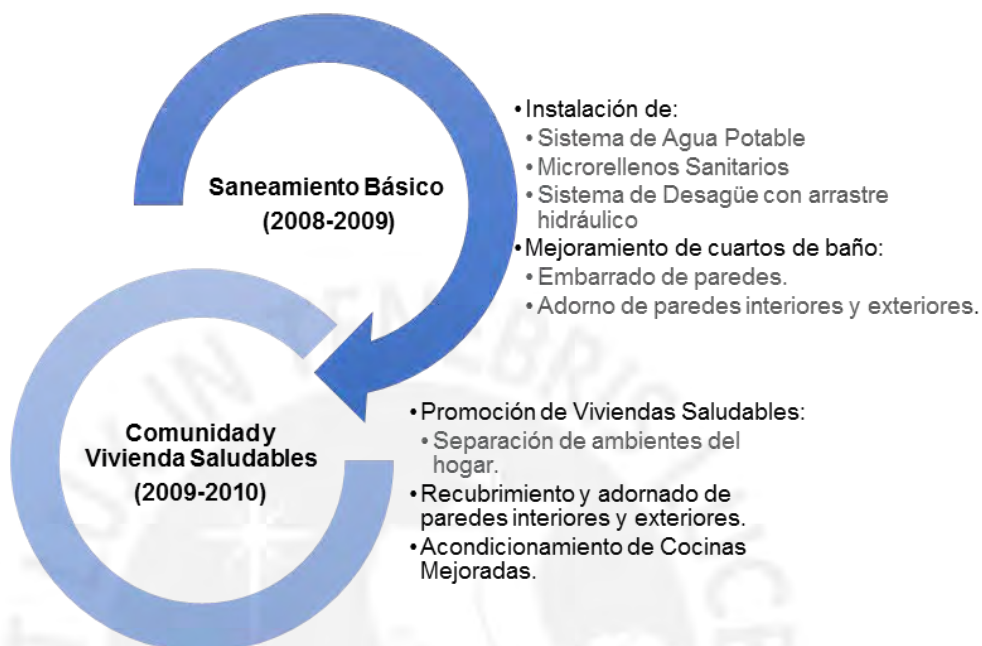 Saneamiento Básico
(2008-2009)
•Instalación de:
•Sistema de Agua Potable
•Microrellenos Sanitarios
•Sistema de Desagüe con arrastre
hidráulico
•Mejoramiento de cuartos de baño:
•Embarrado de paredes.
•Adorno de paredes interiores y exteriores.
Comunidad y
Vivienda Saludables
(2009-2010)
•Promoción de Viviendas Saludables:
•Separación de ambientes del
hogar.
•Recubrimiento y adornado de
paredes interiores y exteriores.
•Acondicionamiento de Cocinas
Mejoradas.